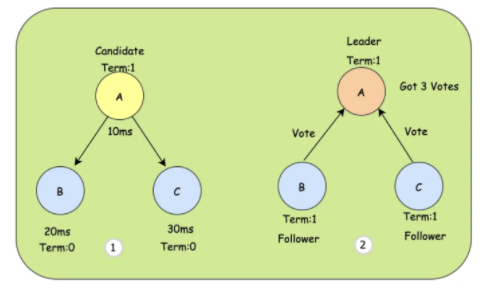 Candidate
Term:1
A
10ms
B
C
20ms
Term:0
30ms
Term:0
1
Leader
Term:1
A
Got 3 Votes
Vote
Vote
B
C
Term:1
Follower
Term:1
Follower
2